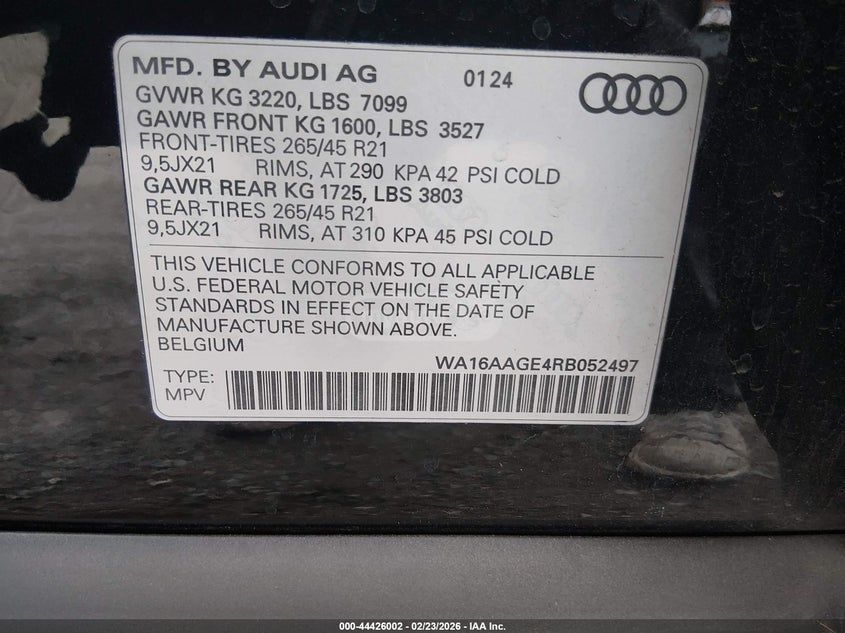 MFD. BY AUDI AG 0124
GVWR KG 3220, LBS 7099
GAWR FRONT KG 1600, LBS 3527
FRONT-TIRES 265/45 R21
9,5JX21 RIMS, AT 290 KPA 42 PSI COLD
GAWR REAR KG 1725, LBS 3803
REAR-TIRES 265/45 R21
9,5JX21 RIMS, AT 310 KPA 45 PSI COLD
THIS VEHICLE CONFORMS TO ALL APPLICABLE
U.S. FEDERAL MOTOR VEHICLE SAFETY
STANDARDS IN EFFECT ON THE DATE OF
MANUFACTURE SHOWN ABOVE.
BELGIUM
WA16AAGE4RB052497
TYPE:
MPV
000-44426002 - 02/23/2026 - IAA Inc.